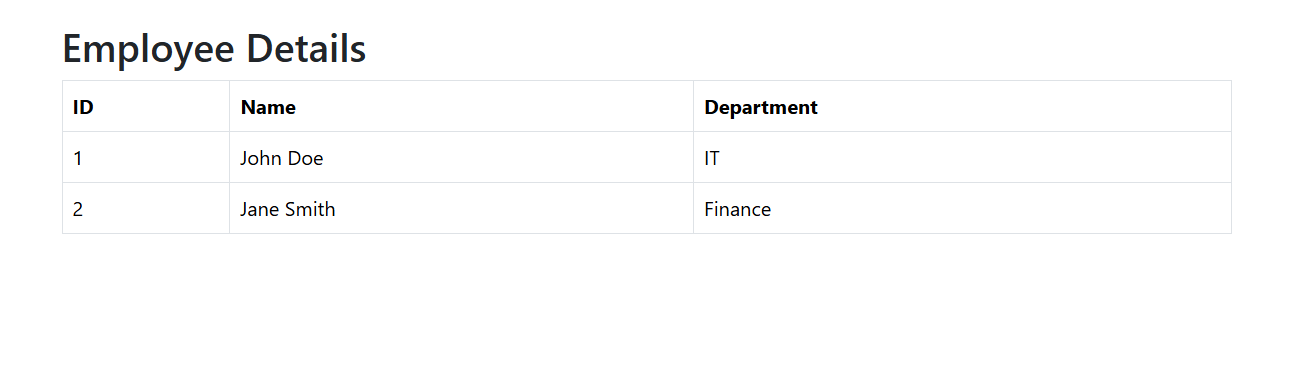 Employee Details
ID Name Department
1 John Doe IT
2 Jane Smith Finance